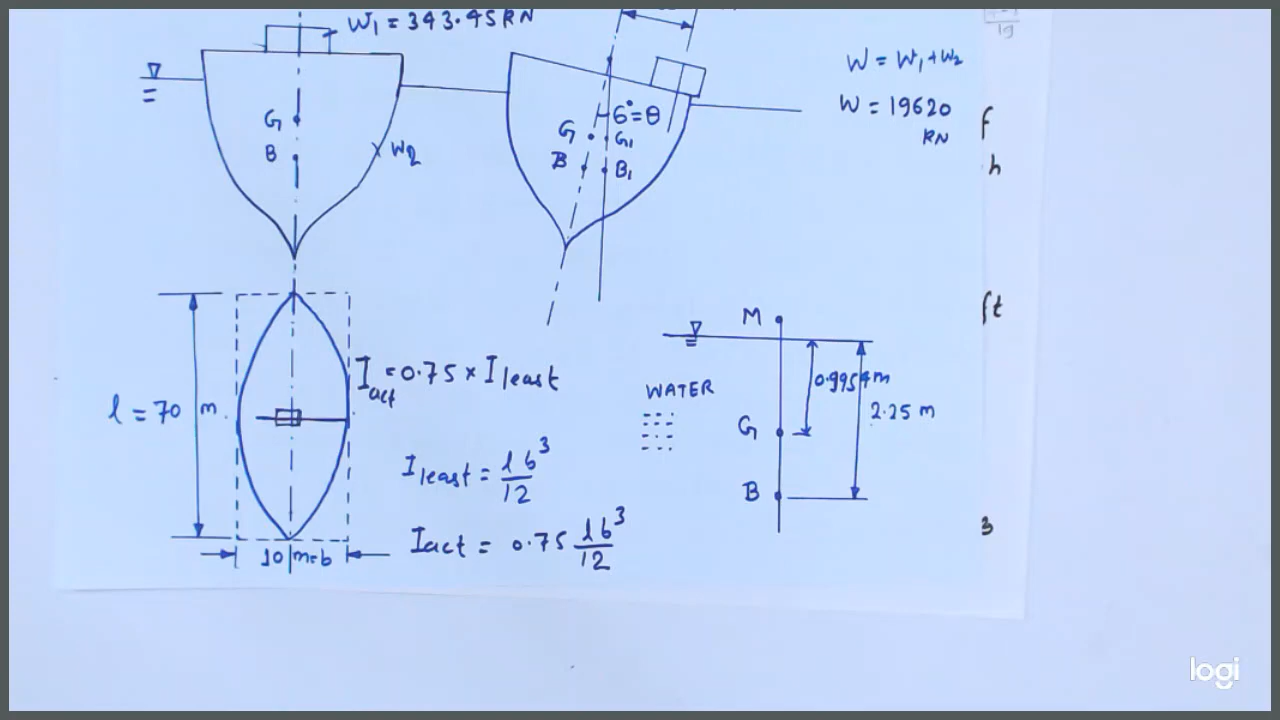 W1 = 343.45 KN
W = W1 + W2
W = 19620
KN
G
B
W2
6° = θ
G
G1
B
B1
f
h
ft
3
l = 70 m
10 m = b
Iact = 0.75 × Ileast
Ileast = lb³/12
Iact = 0.75 lb³/12
M
WATER
G
B
0.9954 m
2.25 m
logi